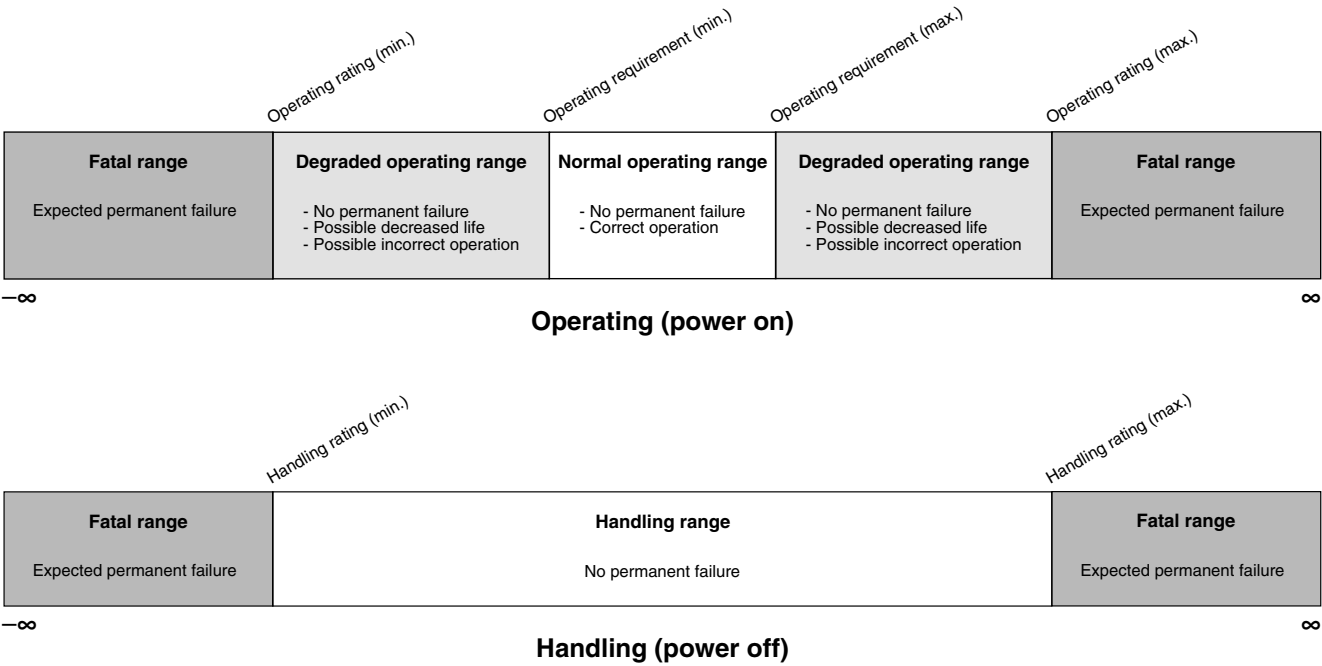 Operating rating (min.)
Operating requirement (min.)
Operating requirement (max.)
Operating rating (max.)
Fatal range
Expected permanent failure
Degraded operating range
- No permanent failure
- Possible decreased life
- Possible incorrect operation
Normal operating range
- No permanent failure
- Correct operation
Degraded operating range
- No permanent failure
- Possible decreased life
- Possible incorrect operation
Fatal range
Expected permanent failure
–∞
∞
Operating (power on)
Handling rating (min.)
Handling rating (max.)
Fatal range
Expected permanent failure
Handling range
No permanent failure
Fatal range
Expected permanent failure
–∞
∞
Handling (power off)